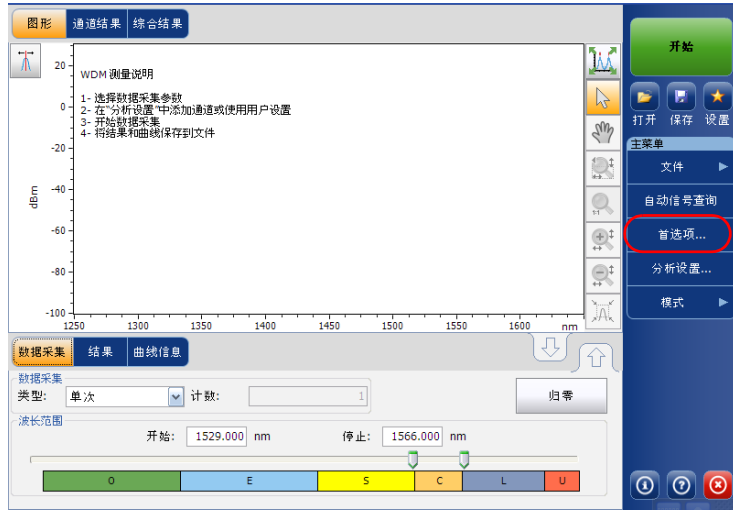 图形 通道结果 综合结果
20
0
-20
-40
-60
-80
-100
dBm
WDM 测量说明
1- 选择数据采集参数
2- 在"分析设置"中添加通道或使用用户设置
3- 开始数据采集
4- 将结果和曲线保存到文件
1:1
1250 1300 1350 1400 1450 1500 1550 1600 nm
数据采集 结果 曲线信息
数据采集
类型: 单次 计数: 1 归零
波长范围
开始: 1529.000 nm 停止: 1566.000 nm
O E S C L U
开始
打开 保存 设置
主菜单
文件
自动信号查询
首选项...
分析设置...
模式